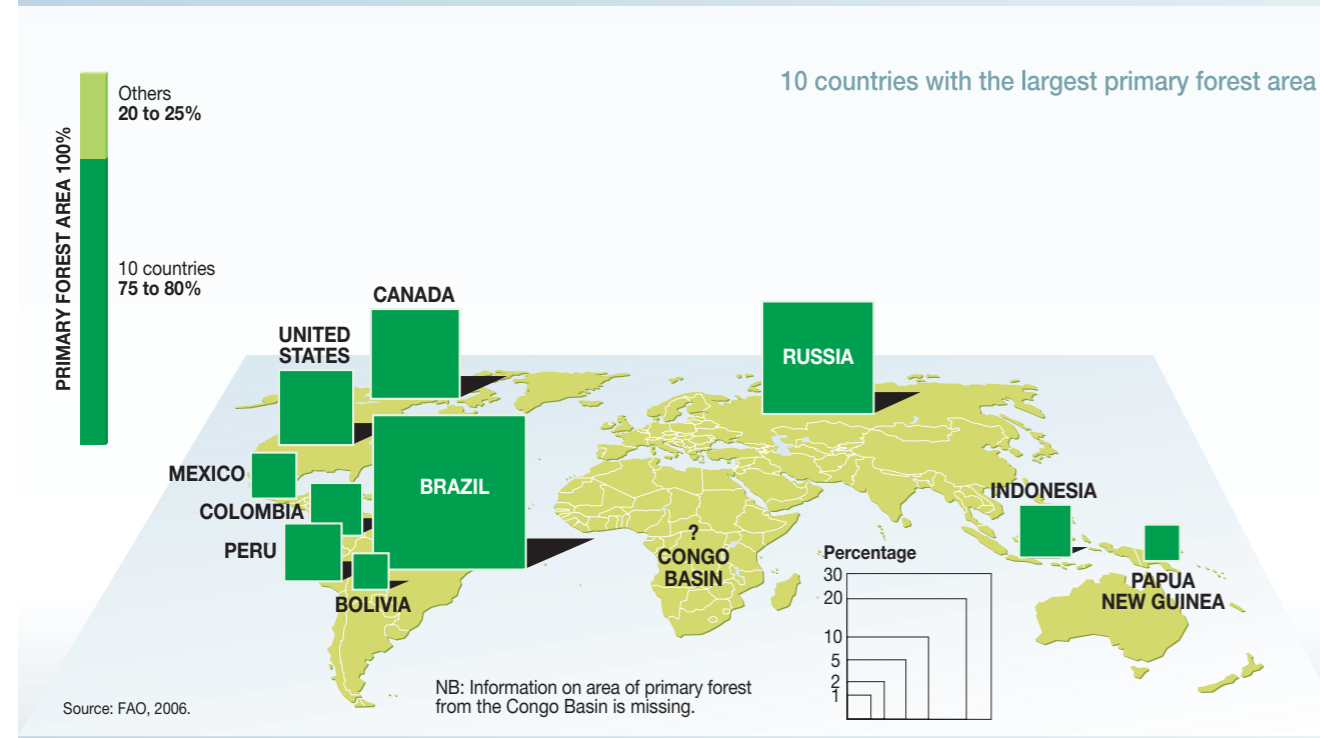 10 countries with the largest primary forest area
PRIMARY FOREST AREA 100%
Others
20 to 25%
10 countries
75 to 80%
CANADA
UNITED
STATES
RUSSIA
MEXICO
BRAZIL
COLOMBIA
PERU
BOLIVIA
?
CONGO
BASIN
INDONESIA
PAPUA
NEW GUINEA
Percentage
30
20
10
5
2
1
NB: Information on area of primary forest
from the Congo Basin is missing.
Source: FAO, 2006.